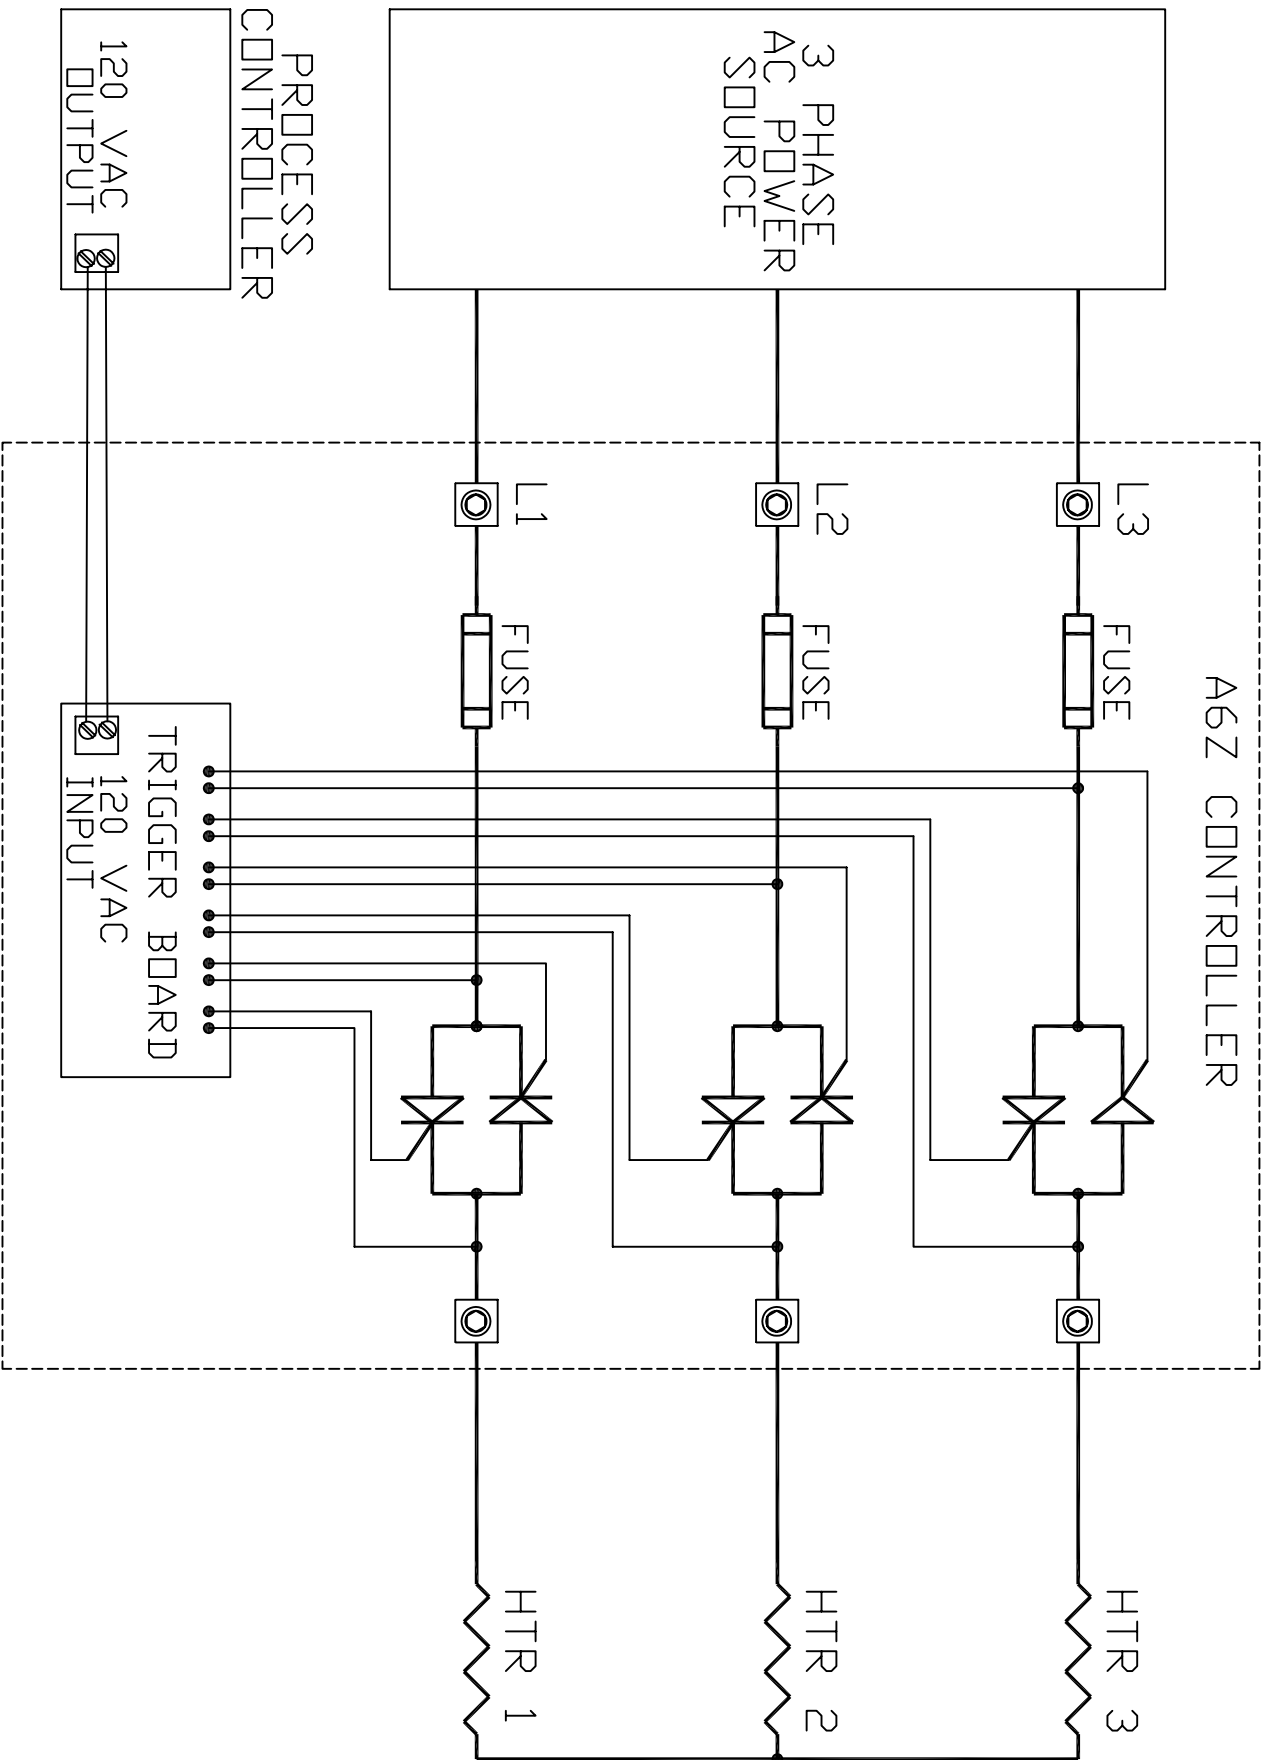 A6Z CONTROLLER
3 PHASE
AC POWER
SOURCE
L3
FUSE
HTR 3
L2
FUSE
HTR 2
L1
FUSE
HTR 1
PROCESS
CONTROLLER
120 VAC
OUTPUT
TRIGGER BOARD
120 VAC
INPUT